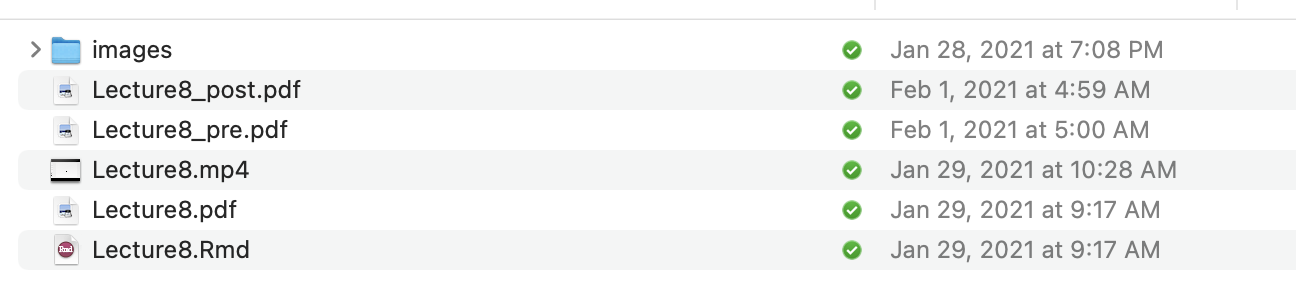 images Jan 28, 2021 at 7:08 PM
Lecture8_post.pdf Feb 1, 2021 at 4:59 AM
Lecture8_pre.pdf Feb 1, 2021 at 5:00 AM
Lecture8.mp4 Jan 29, 2021 at 10:28 AM
Lecture8.pdf Jan 29, 2021 at 9:17 AM
Rmd Lecture8.Rmd Jan 29, 2021 at 9:17 AM